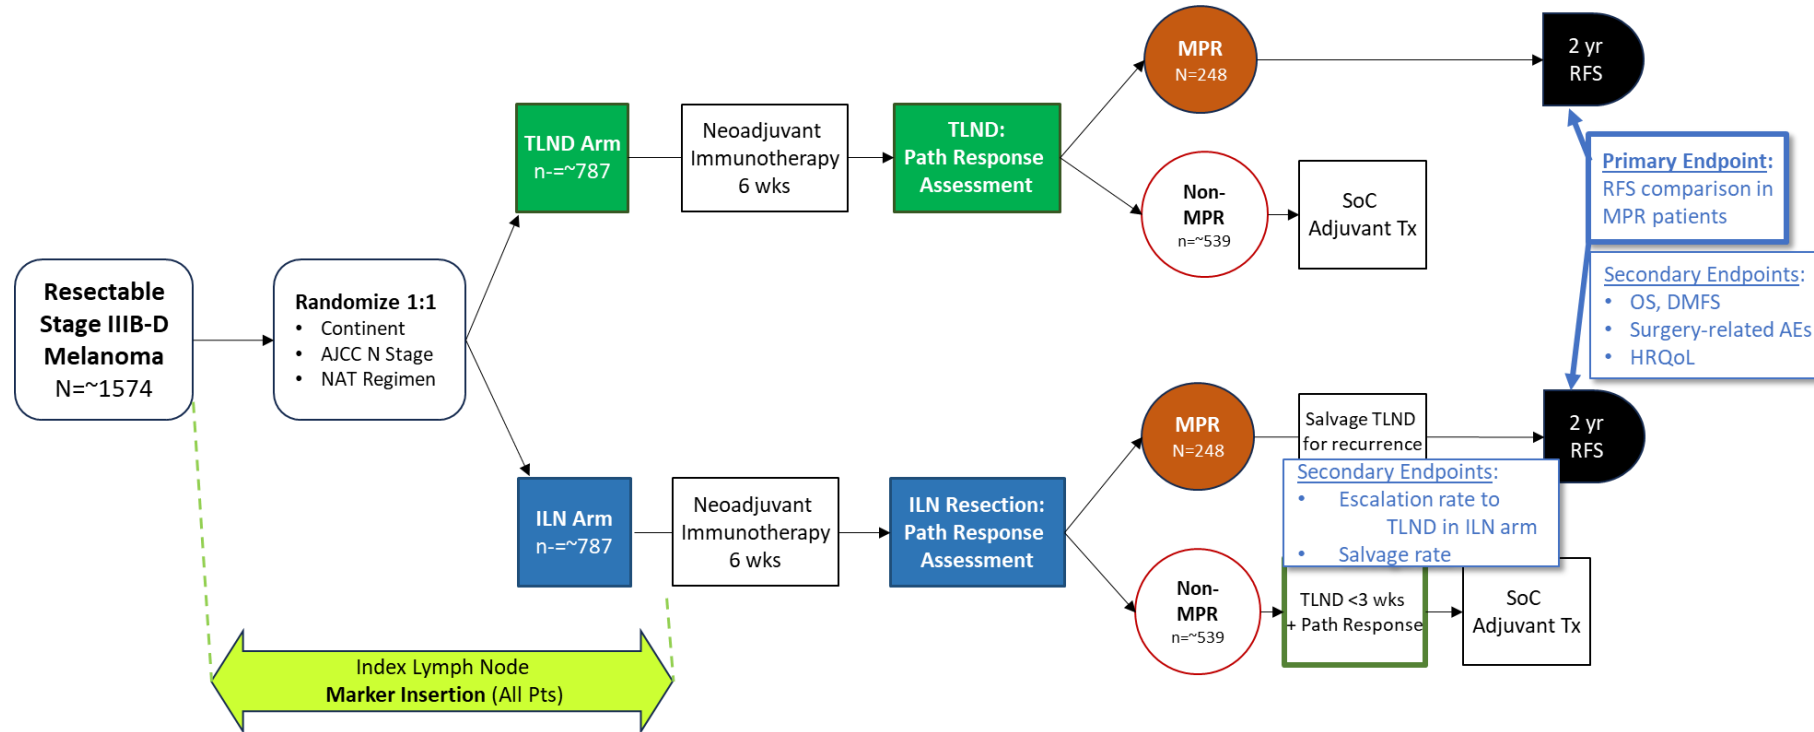 Resectable
Stage IIIB-D
Melanoma
N=~1574
Randomize 1:1
• Continent
• AJCC N Stage
• NAT Regimen
TLND Arm
n-=~787
Neoadjuvant
Immunotherapy
6 wks
TLND:
Path Response
Assessment
MPR
N=248
2 yr
RFS
Non-
MPR
n=~539
SoC
Adjuvant Tx
Primary Endpoint:
RFS comparison in
MPR patients
Secondary Endpoints:
• OS, DMFS
• Surgery-related AEs
• HRQoL
ILN Arm
n-=~787
Neoadjuvant
Immunotherapy
6 wks
ILN Resection:
Path Response
Assessment
MPR
N=248
Salvage TLND
for recurrence
2 yr
RFS
Secondary Endpoints:
• Escalation rate to
TLND in ILN arm
• Salvage rate
Non-
MPR
n=~539
TLND <3 wks
+ Path Response
SoC
Adjuvant Tx
Index Lymph Node
Marker Insertion (All Pts)